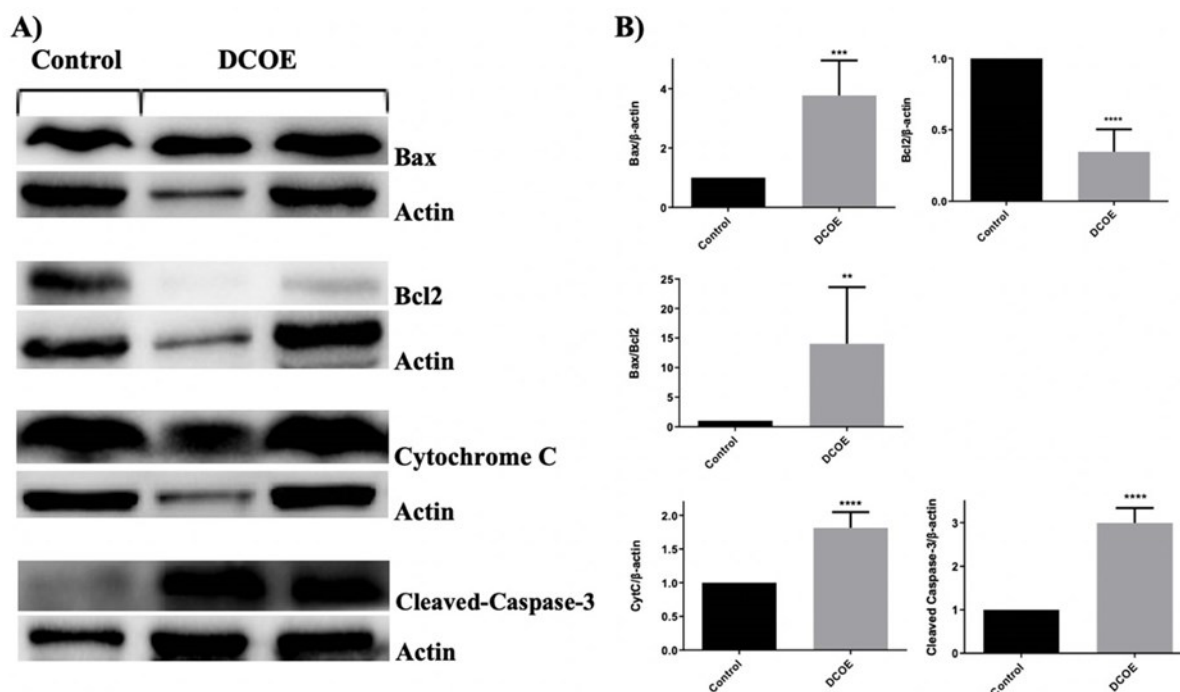 A)
Control DCOE
Bax
Actin
Bcl2
Actin
Cytochrome C
Actin
Cleaved-Caspase-3
Actin
B)
***
Bax/β-actin
4
2
0
Control
DCOE
****
Bcl2/β-actin
1.0
0.5
0.0
Control
DCOE
**
Bax/Bcl2
25
20
15
10
5
0
Control
DCOE
****
CytC/β-actin
2.0
1.5
1.0
0.5
0.0
Control
DCOE
****
Cleaved Caspase-3/β-actin
3
2
1
0
Control
DCOE